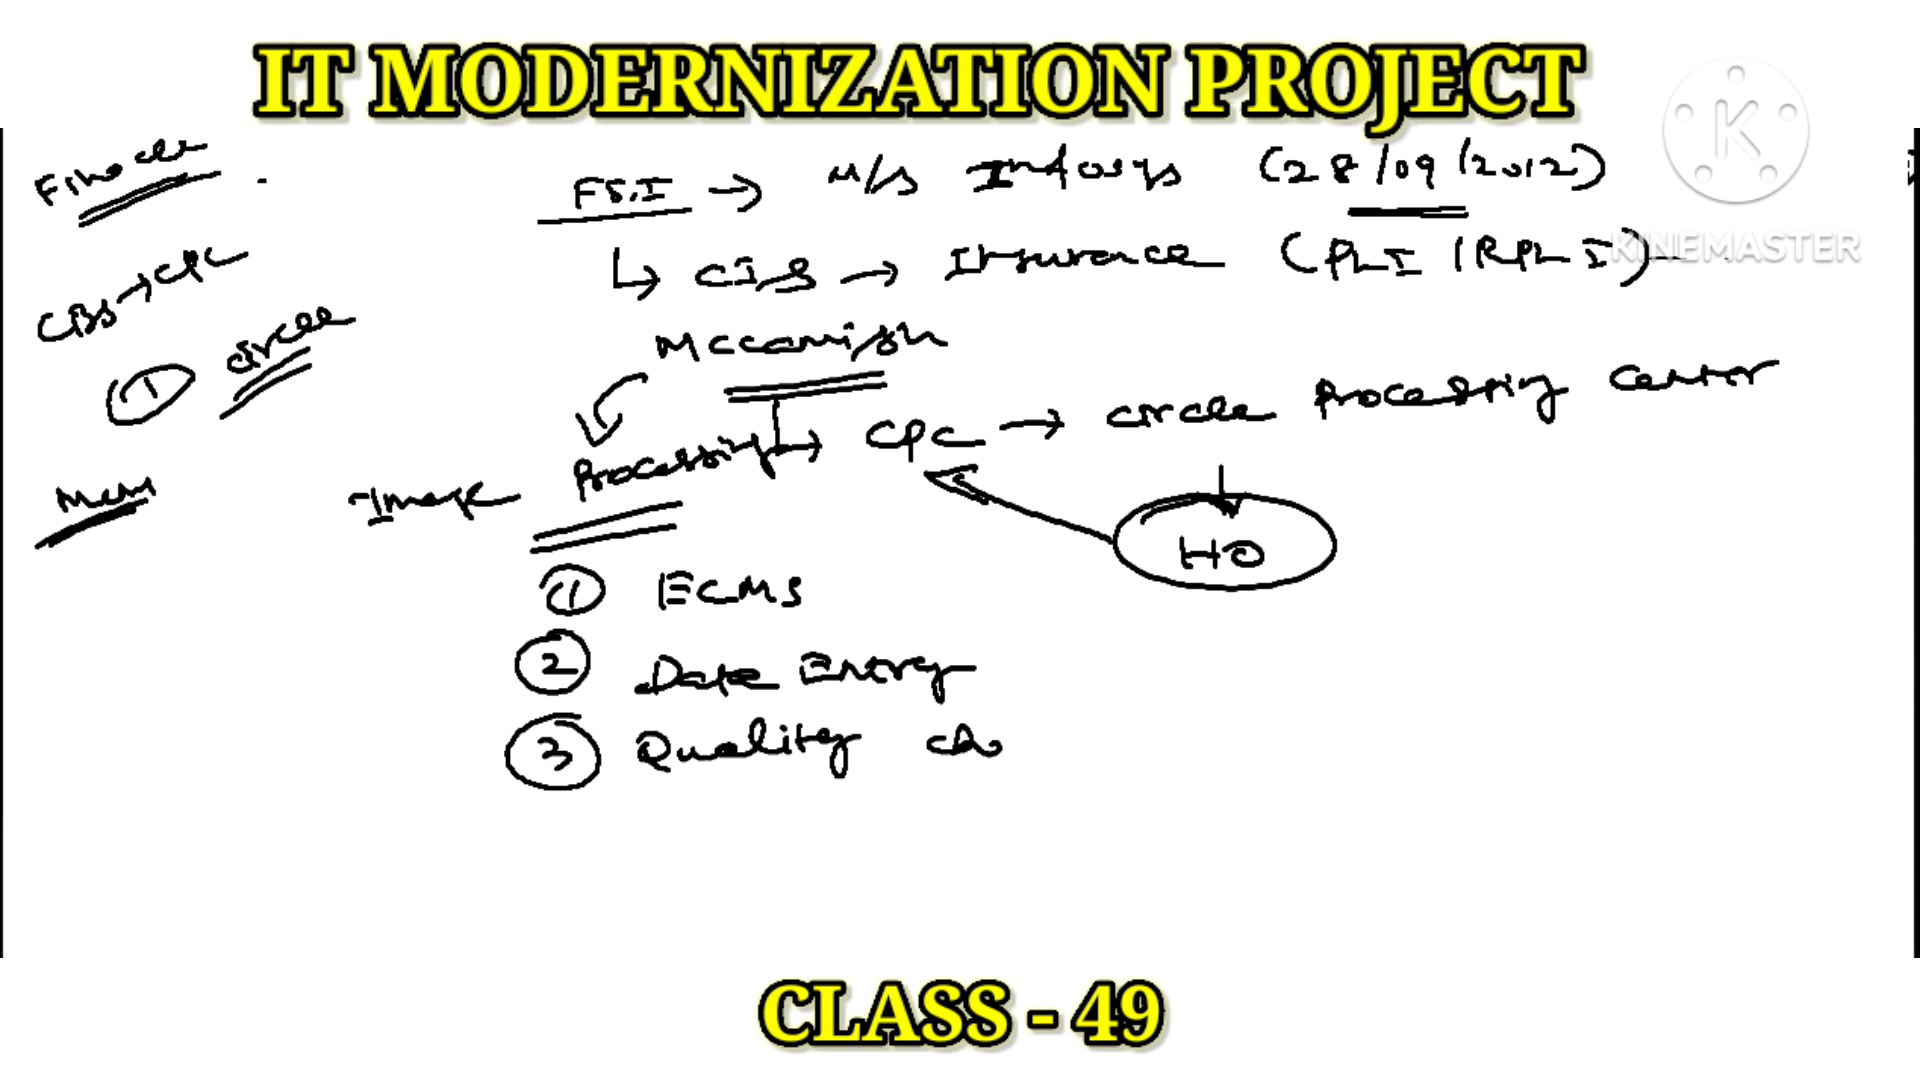 IT MODERNIZATION PROJECT
KINEMASTER
Finacle
FSI → M/S Infosys (28/09/2012)
↳ CIS → Insurance (PLI/RPLI)
CBS → CPC
① circle
Mccamish
→ CPC → circle Processing Center
Image Processing
HO
① ECMS
② Data Entry
③ Quality
CLASS - 49